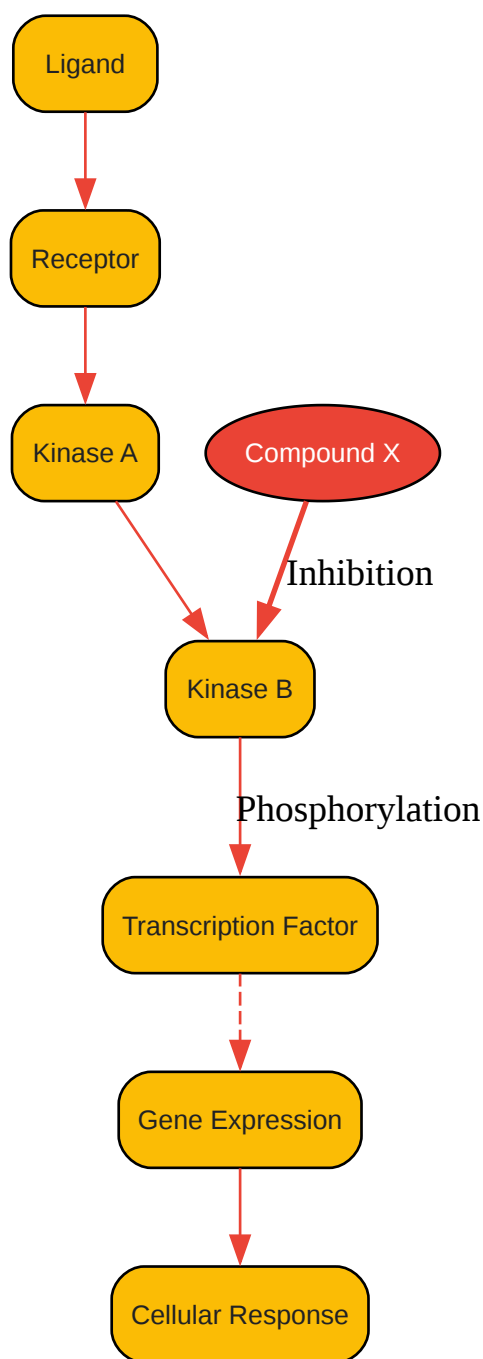 Ligand
Receptor
Kinase A
Compound X
Inhibition
Kinase B
Phosphorylation
Transcription Factor
Gene Expression
Cellular Response